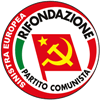 SINISTRA EUROPEA
RIFONDAZIONE
PARTITO COMUNISTA